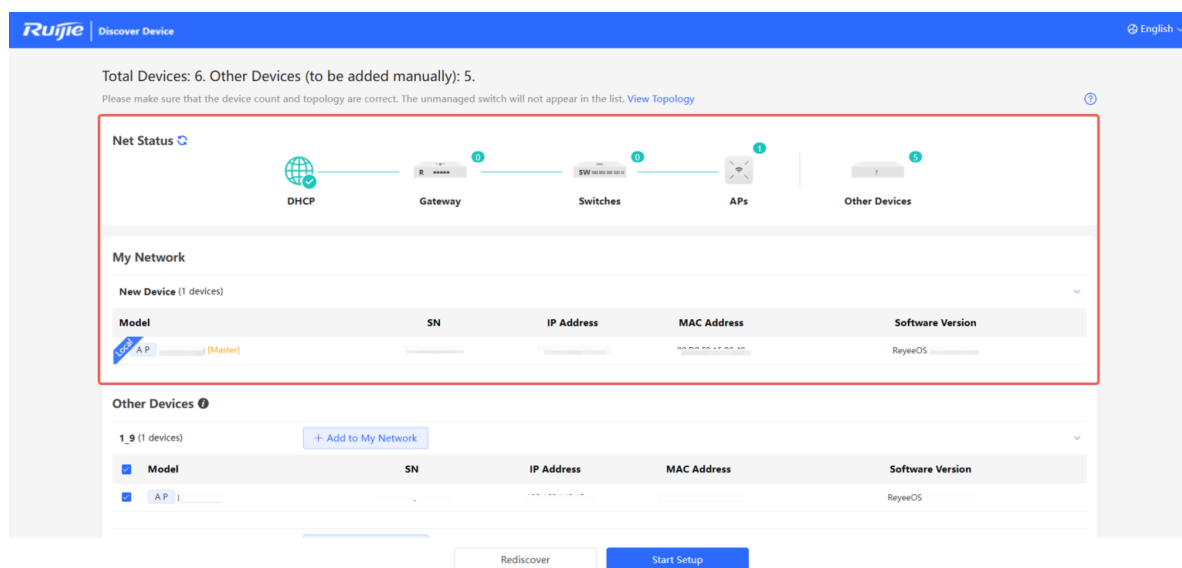 Ruijie Discover Device English
Total Devices: 6. Other Devices (to be added manually): 5.
Please make sure that the device count and topology are correct. The unmanaged switch will not appear in the list. View Topology
Net Status
0 0 1 5
R SW ?
DHCP Gateway Switches APs Other Devices
My Network
New Device (1 devices)
Model SN IP Address MAC Address Software Version
Local AP [Master] ReyeeOS
Other Devices
1_9 (1 devices) + Add to My Network
Model SN IP Address MAC Address Software Version
AP ReyeeOS
Rediscover Start Setup